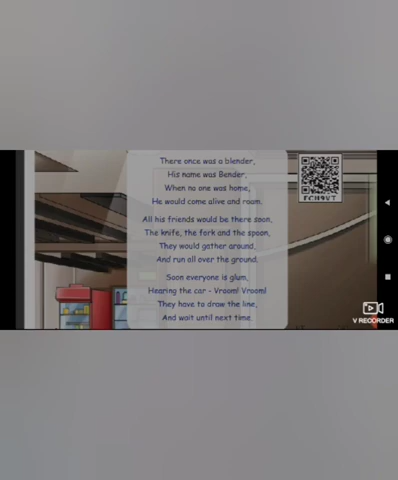 There once was a blender,
His name was Bender,
When no one was home,
He would come alive and roam.
All his friends would be there soon,
The knife, the fork and the spoon,
They would gather around,
And run all over the ground.
Soon everyone is glum,
Hearing the car - Vroom! Vroom!
They have to draw the line,
And wait until next time.
V RECORDER